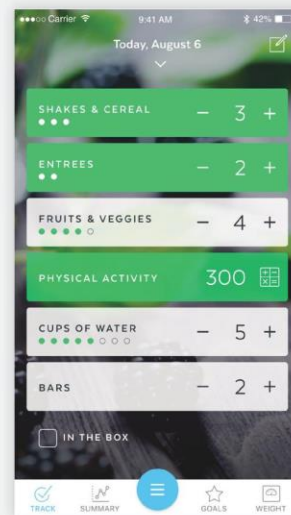 Carrier 9:41 AM 42%
Today, August 6
SHAKES & CEREAL − 3 +
ENTREES − 2 +
FRUITS & VEGGIES − 4 +
PHYSICAL ACTIVITY 300
CUPS OF WATER − 5 +
BARS − 2 +
IN THE BOX
TRACK SUMMARY GOALS WEIGHT